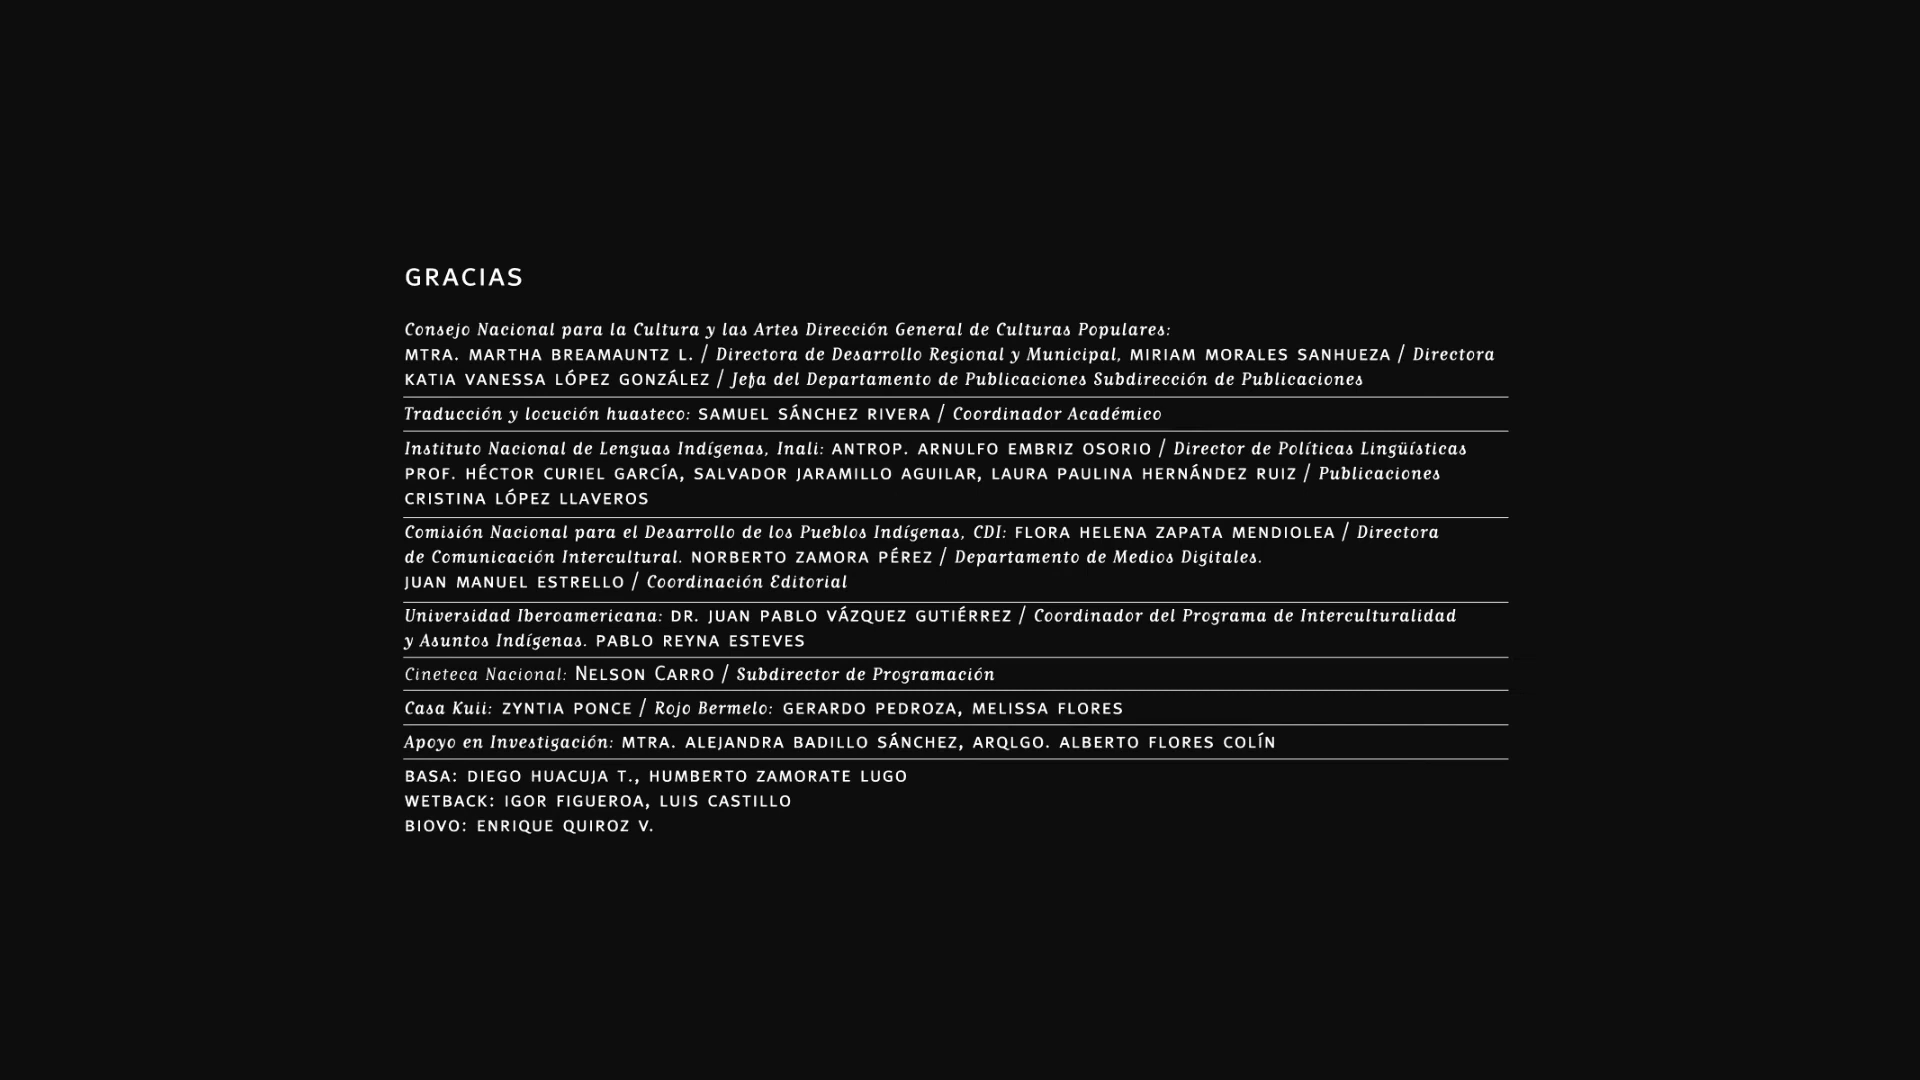 GRACIAS
Consejo Nacional para la Cultura y las Artes Dirección General de Culturas Populares:
MTRA. MARTHA BREAMAUNTZ L. / Directora de Desarrollo Regional y Municipal, MIRIAM MORALES SANHUEZA / Directora
KATIA VANESSA LÓPEZ GONZÁLEZ / Jefa del Departamento de Publicaciones Subdirección de Publicaciones
Traducción y locución huasteco: SAMUEL SÁNCHEZ RIVERA / Coordinador Académico
Instituto Nacional de Lenguas Indígenas, Inali: ANTROP. ARNULFO EMBRIZ OSORIO / Director de Políticas Lingüísticas
PROF. HÉCTOR CURIEL GARCÍA, SALVADOR JARAMILLO AGUILAR, LAURA PAULINA HERNÁNDEZ RUIZ / Publicaciones
CRISTINA LÓPEZ LLAVEROS
Comisión Nacional para el Desarrollo de los Pueblos Indígenas, CDI: FLORA HELENA ZAPATA MENDIOLEA / Directora
de Comunicación Intercultural. NORBERTO ZAMORA PÉREZ / Departamento de Medios Digitales.
JUAN MANUEL ESTRELLO / Coordinación Editorial
Universidad Iberoamericana: DR. JUAN PABLO VÁZQUEZ GUTIÉRREZ / Coordinador del Programa de Interculturalidad
y Asuntos Indígenas. PABLO REYNA ESTEVES
Cineteca Nacional: NELSON CARRO / Subdirector de Programación
Casa Kuii: ZYNTIA PONCE / Rojo Bermelo: GERARDO PEDROZA, MELISSA FLORES
Apoyo en Investigación: MTRA. ALEJANDRA BADILLO SÁNCHEZ, ARQLGO. ALBERTO FLORES COLÍN
BASA: DIEGO HUACUJA T., HUMBERTO ZAMORATE LUGO
WETBACK: IGOR FIGUEROA, LUIS CASTILLO
BIOVO: ENRIQUE QUIROZ V.